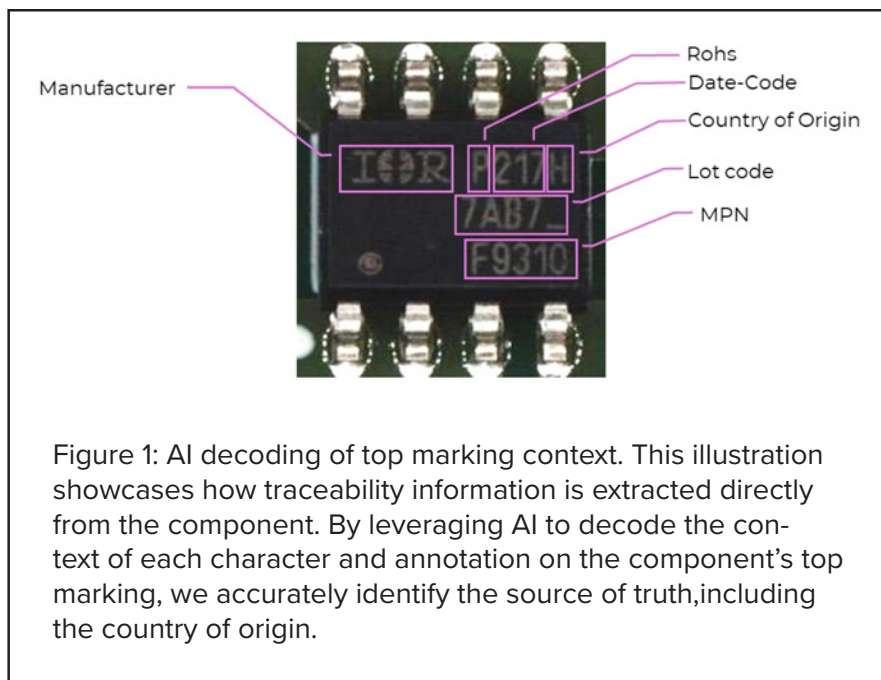 Rohs
Date-Code
Manufacturer
Country of Origin
IOR P217H
Lot code
7AB7_
MPN
F9310
Figure 1: AI decoding of top marking context. This illustration
showcases how traceability information is extracted directly
from the component. By leveraging AI to decode the con-
text of each character and annotation on the component's top
marking, we accurately identify the source of truth,including
the country of origin.